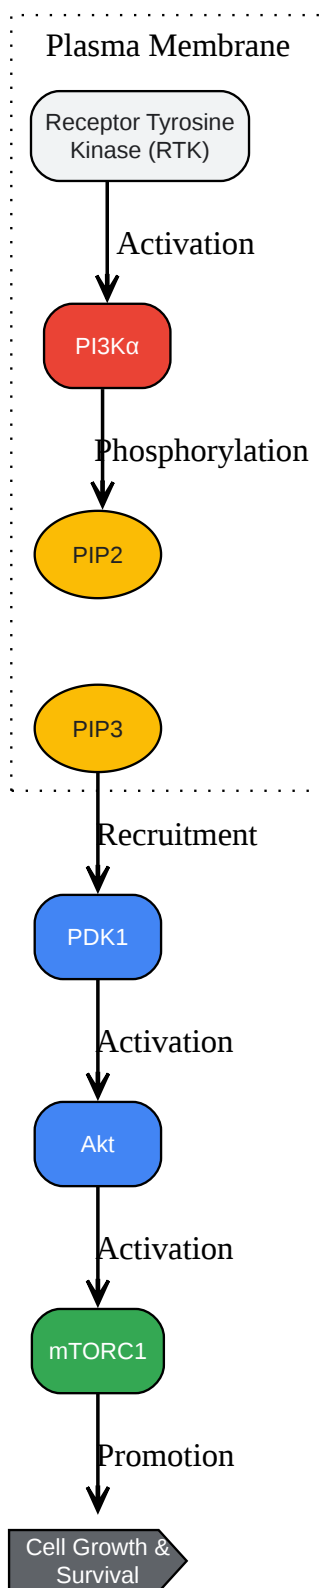 Plasma Membrane
Receptor Tyrosine
Kinase (RTK)
Activation
PI3Kα
Phosphorylation
PIP2
PIP3
Recruitment
PDK1
Activation
Akt
Activation
mTORC1
Promotion
Cell Growth &
Survival